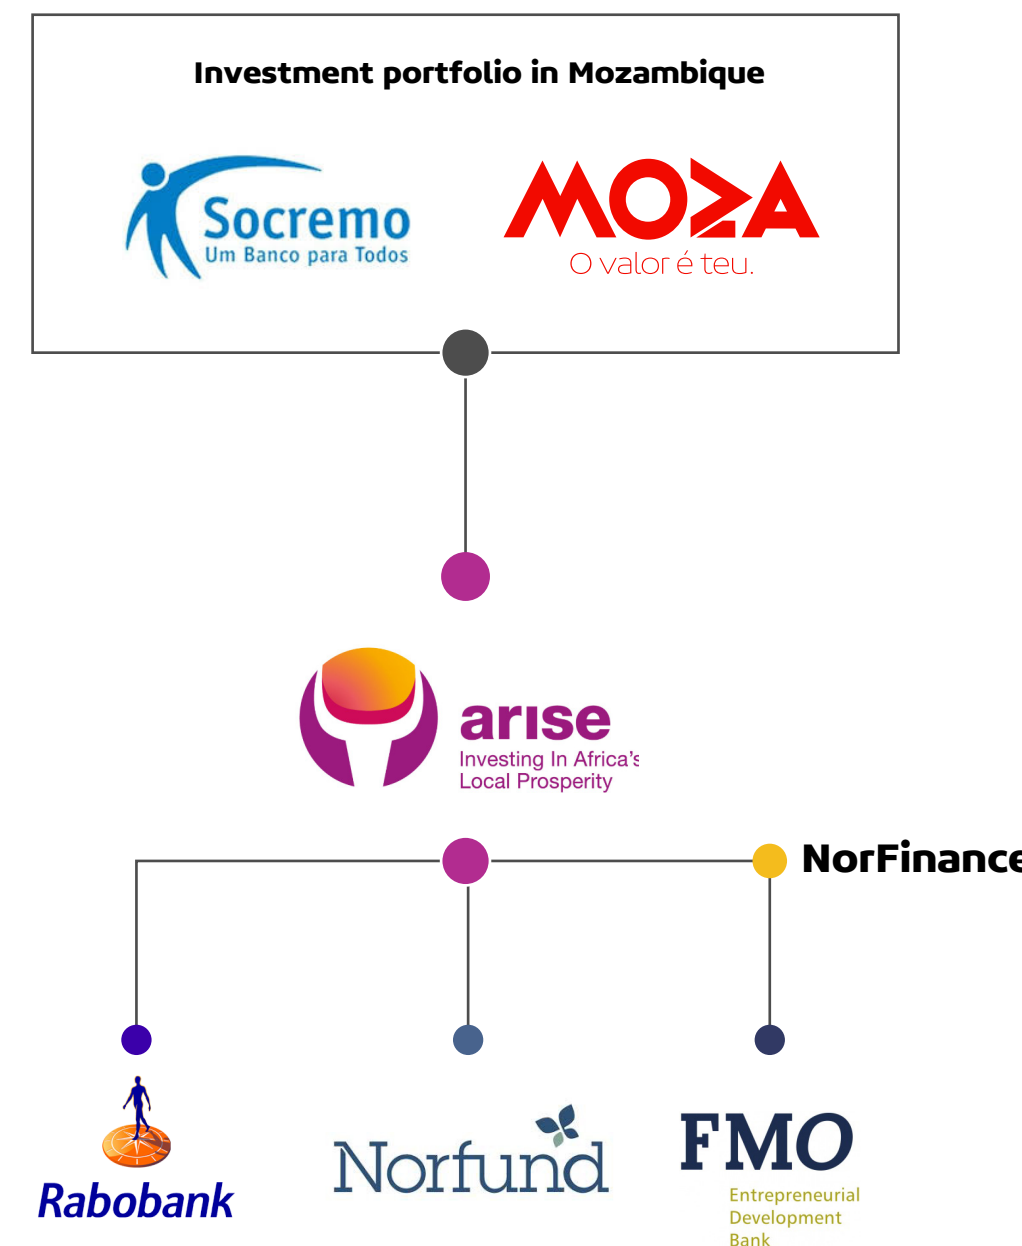 Investment portfolio in Mozambique
Socremo
Um Banco para Todos
MOZA
O valor é teu.
arise
Investing In Africa's
Local Prosperity
NorFinance
Rabobank
Norfund
FMO
Entrepreneurial
Development
Bank